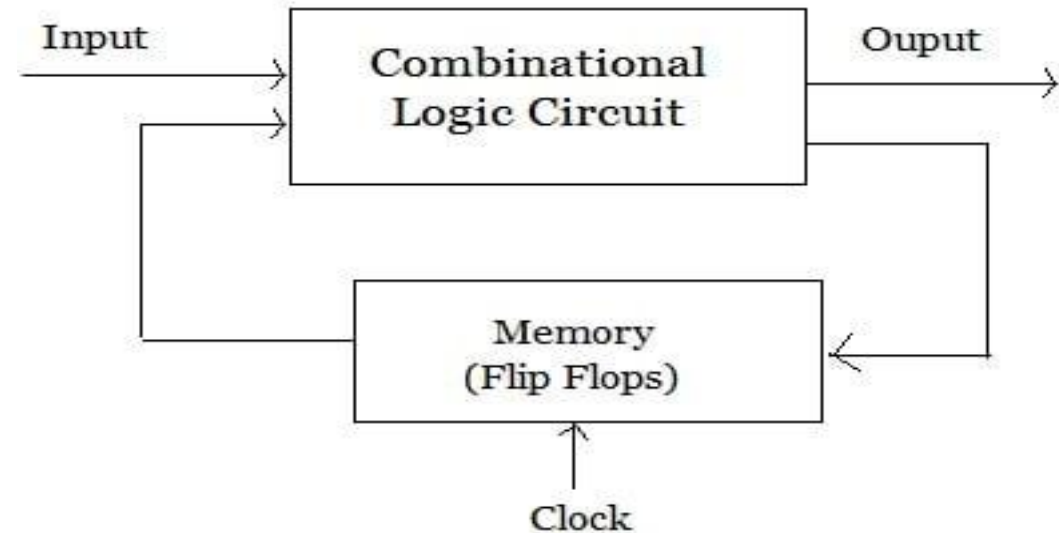 Input
Combinational
Logic Circuit
Ouput
Memory
(Flip Flops)
Clock